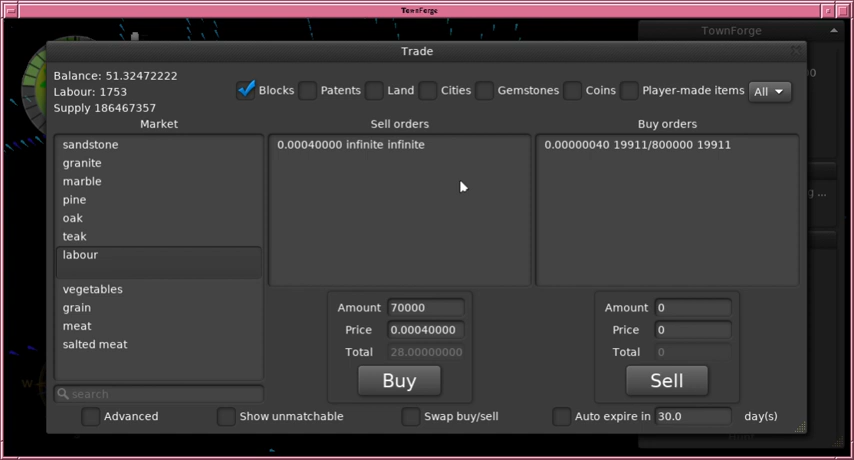 TownForge
TownForge
Trade
Balance: 51.32472222
Labour: 1753
Supply 186467357
Blocks Patents Land Cities Gemstones Coins Player-made items All
Market Sell orders Buy orders
sandstone
granite
marble
pine
oak
teak
labour
vegetables
grain
meat
salted meat
0.00040000 infinite infinite
0.00000040 19911/800000 19911
Amount 70000
Price 0.00040000
Total 28.00000000
Buy
Amount 0
Price 0
Total 0
Sell
search
Advanced Show unmatchable Swap buy/sell Auto expire in 30.0 day(s)
W